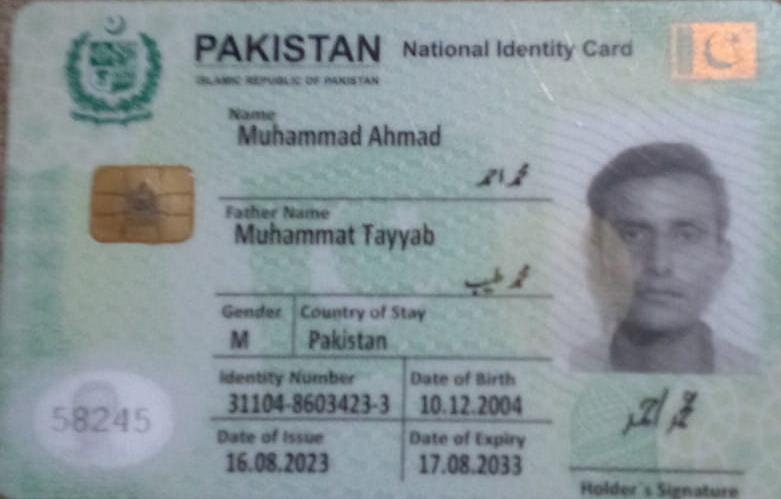 PAKISTAN National Identity Card
ISLAMIC REPUBLIC OF PAKISTAN
Name
Muhammad Ahmad
محمد احمد
Father Name
Muhammat Tayyab
محمد طیب
Gender Country of Stay
M Pakistan
Identity Number Date of Birth
31104-8603423-3 10.12.2004
Date of Issue Date of Expiry
16.08.2023 17.08.2033
58245
محمد احمد
Holder's Signature